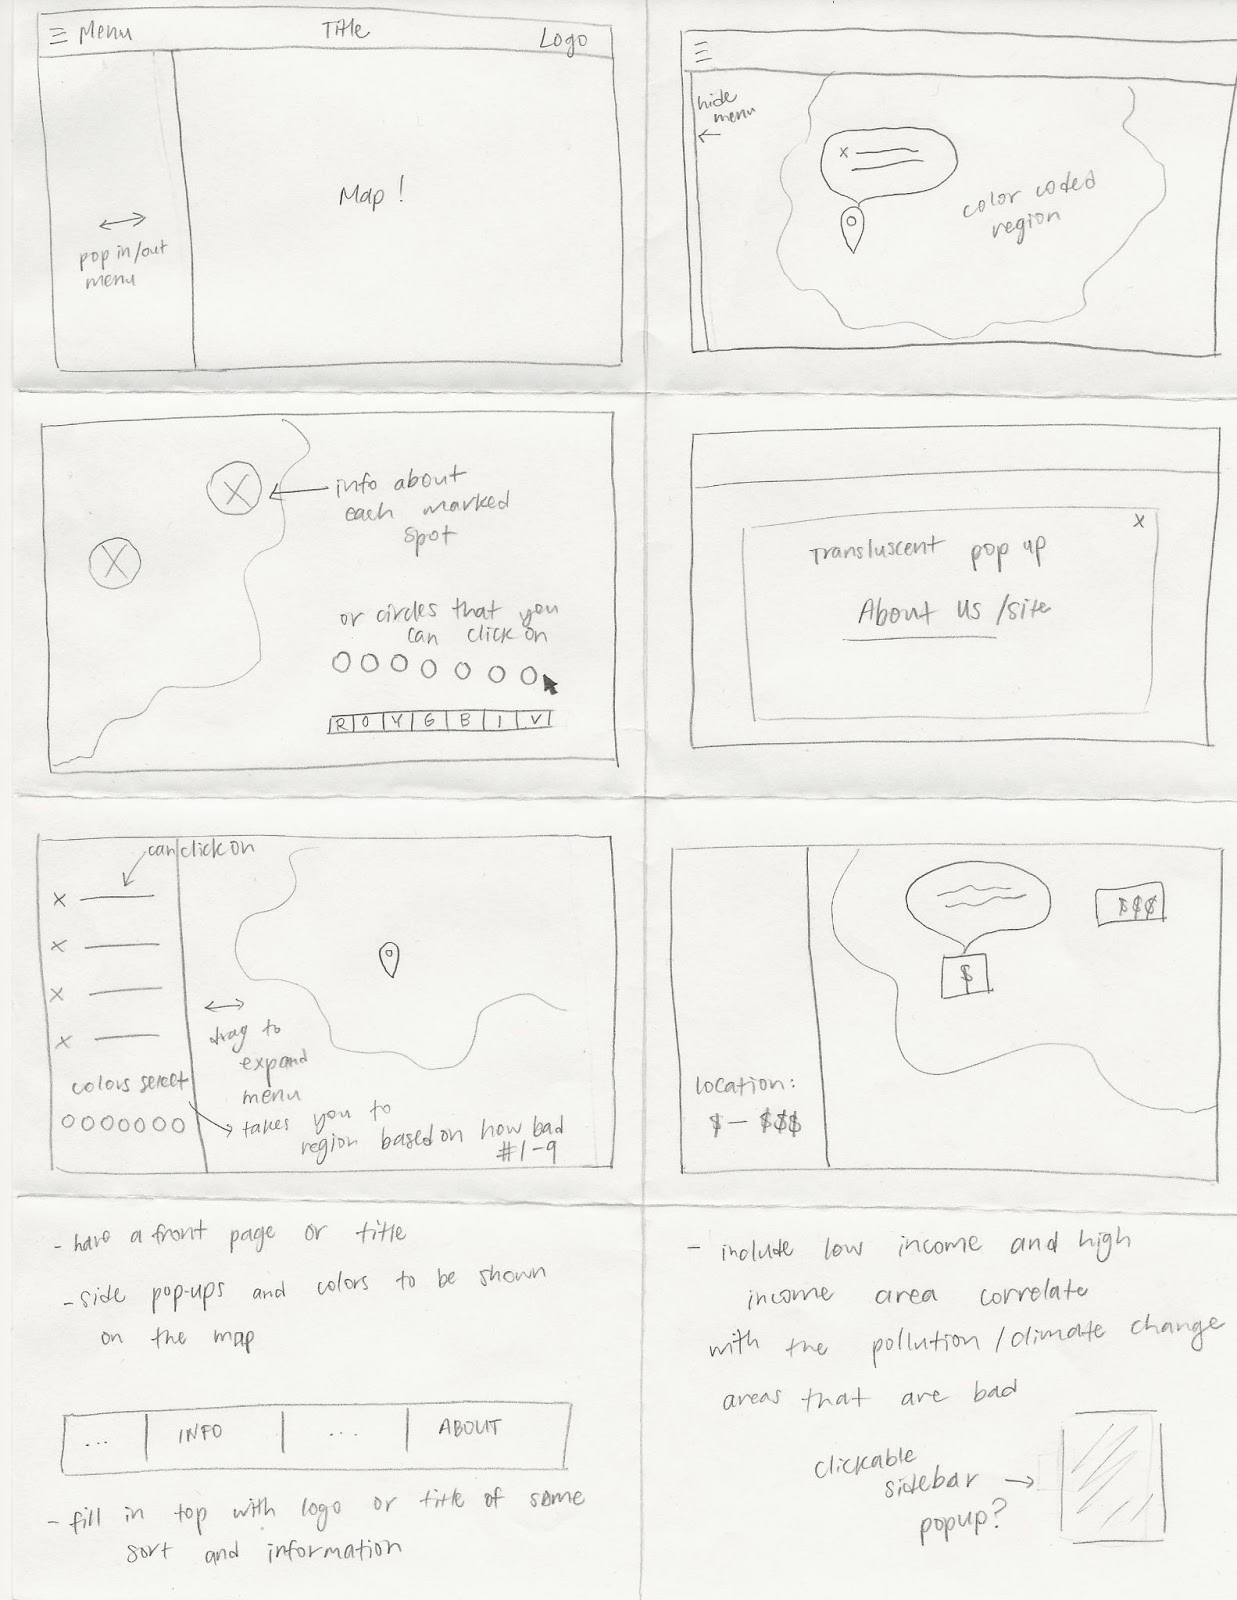 Menu
Title
Logo
Map !
pop in/out
menu
hide
menu
x
color coded
region
X
X
info about
each marked
spot
or circles that you
can click on
R O Y G B I V
x
Transluscent pop up
About Us /site
can click on
x
x
x
x
colors select
drag to
expand
menu
takes you to
region based on how bad
#1-9
$$$
$
location:
$ — $$$
- have a front page or title
- side pop-ups and colors to be shown
on the map
... INFO ... ABOUT
- fill in top with logo or title of some
sort and information
- include low income and high
income area correlate
with the pollution/climate change
areas that are bad
clickable
sidebar
popup?